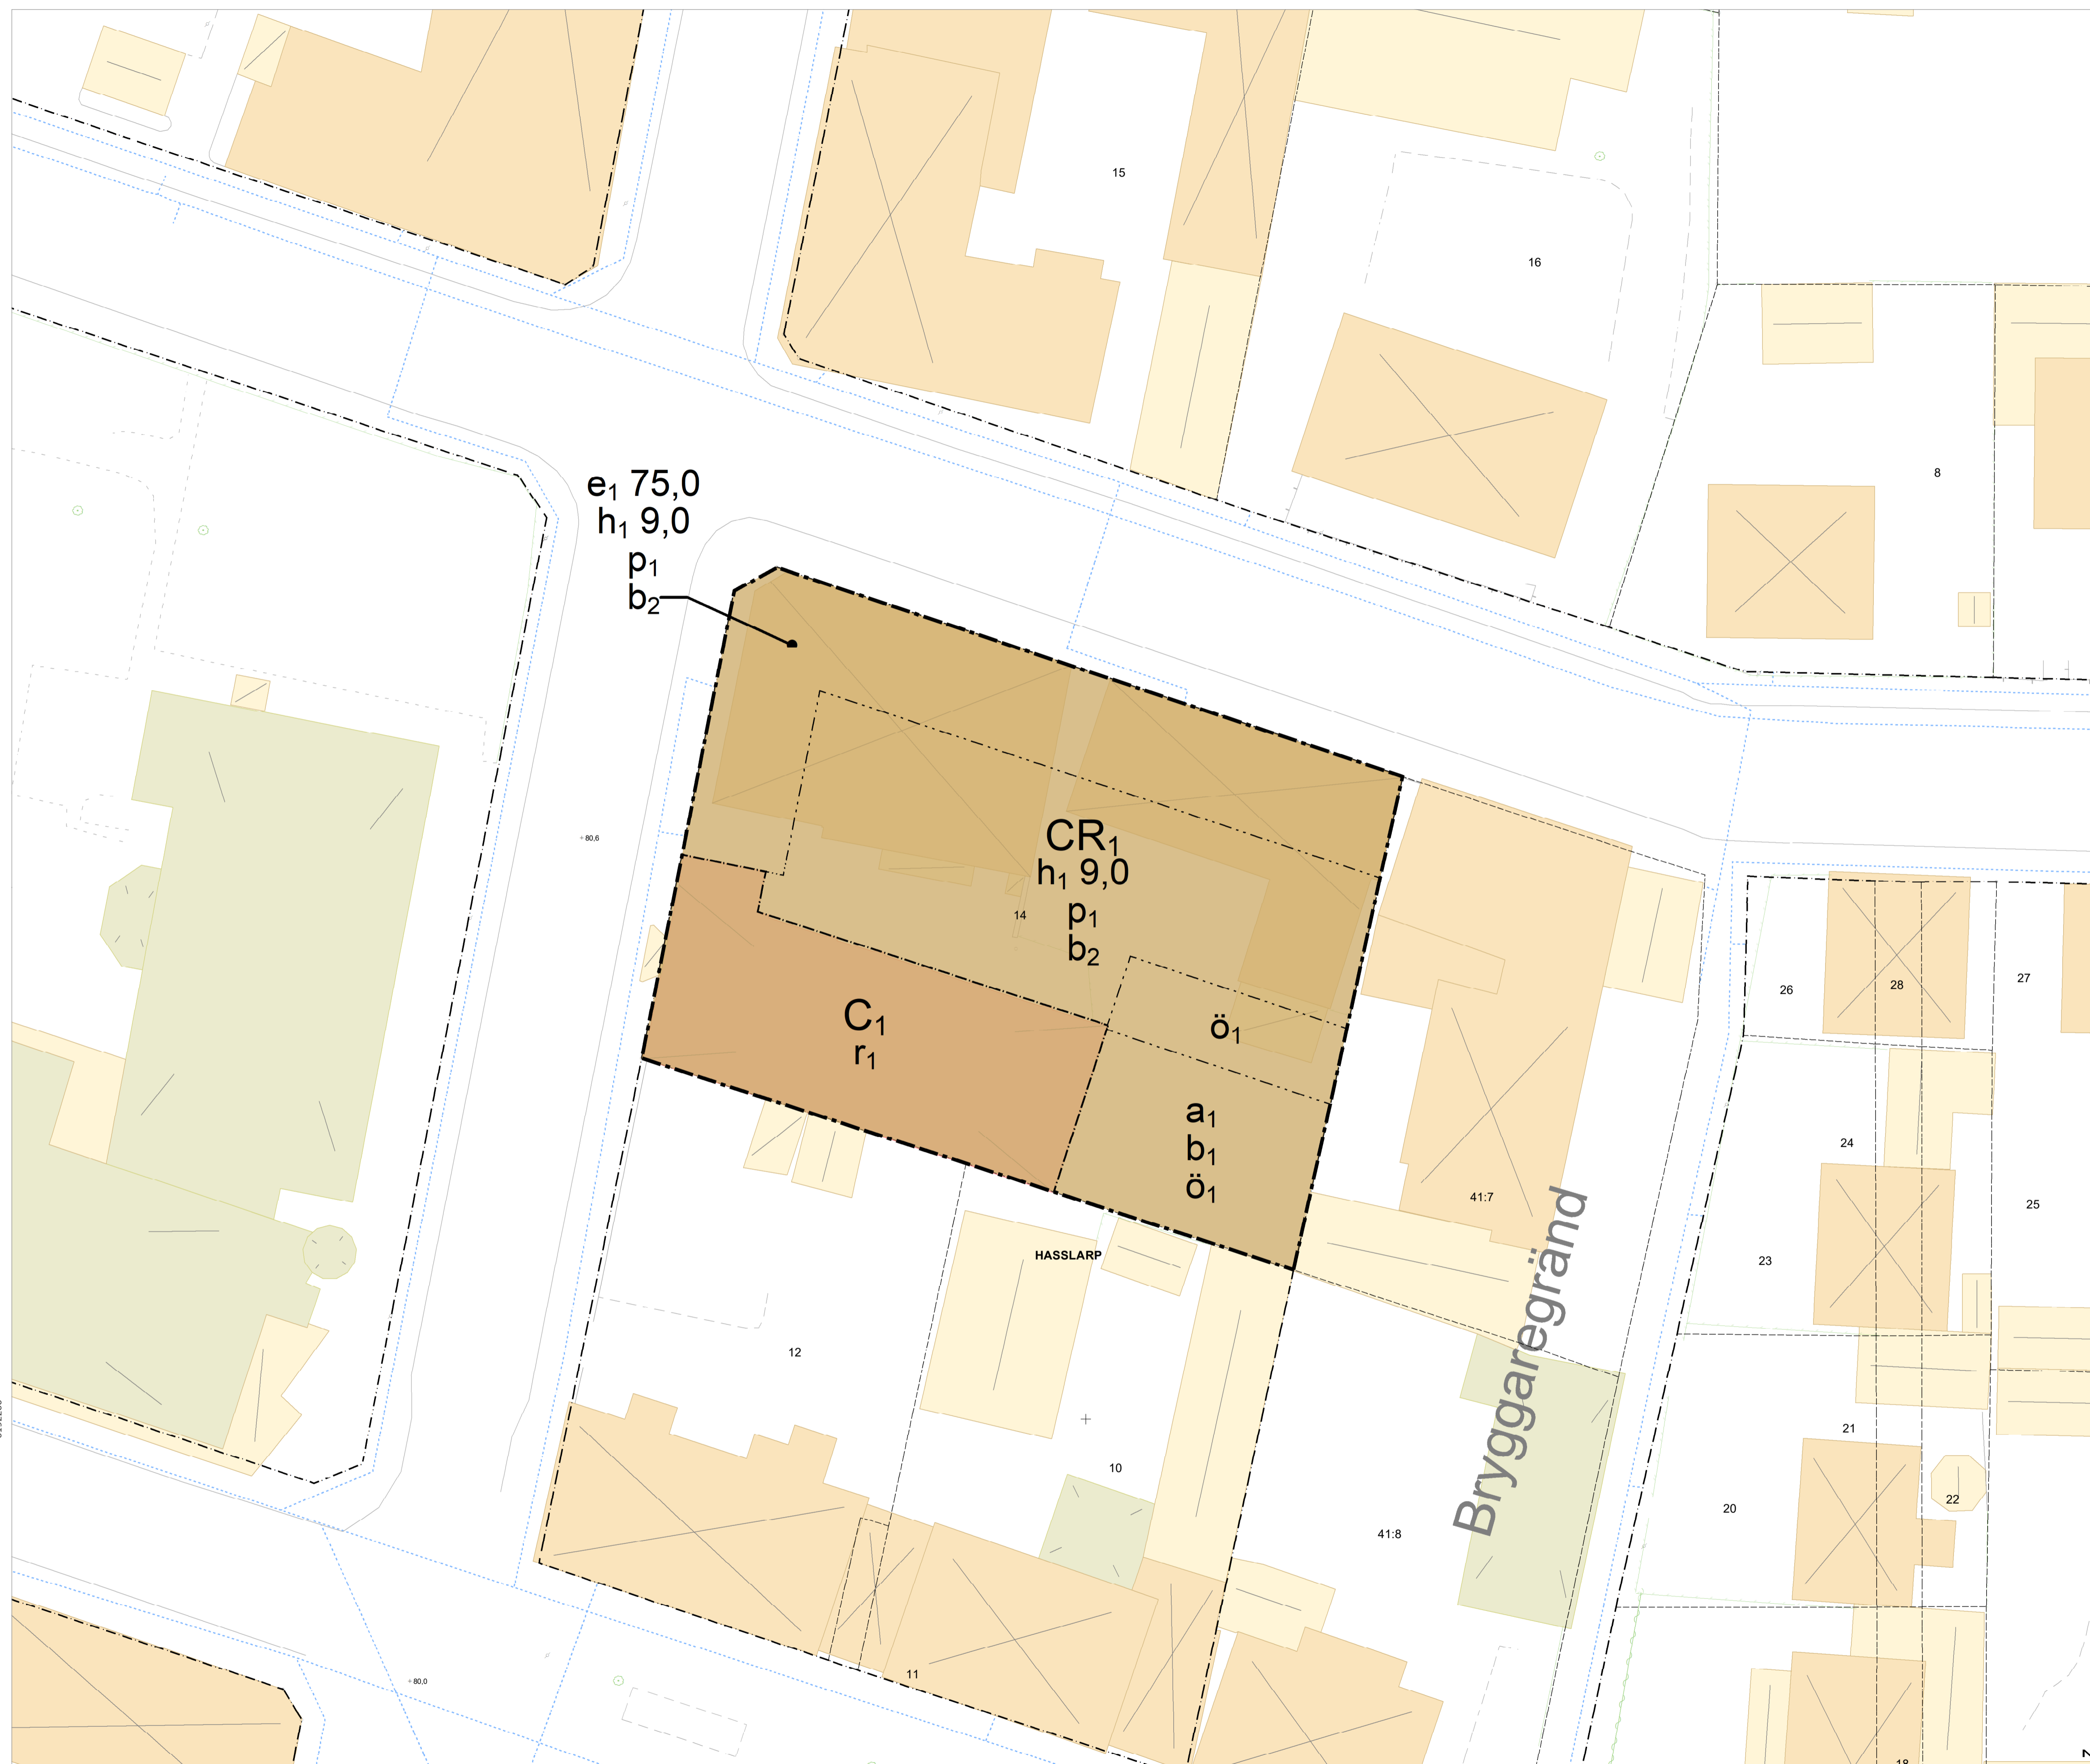 15
16
8
e₁ 75,0
h₁ 9,0
p₁
b₂
80,6
CR₁
h₁ 9,0
p₁
b₂
14
C₁
r₁
ö₁
a₁
b₁
ö₁
26
28
27
24
25
23
41:7
HASSLARP
Bryggaregränd
12
10
41:8
21
20
22
11
80,0
18